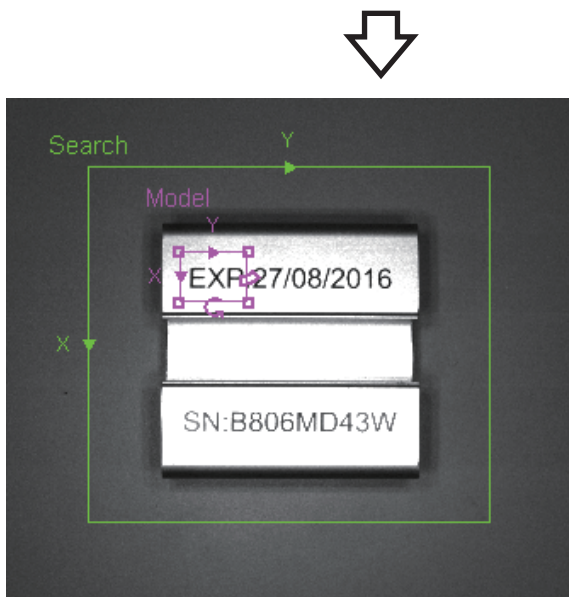 Search
Y
Model
Y
X
EXP 27/08/2016
X
SN:B806MD43W